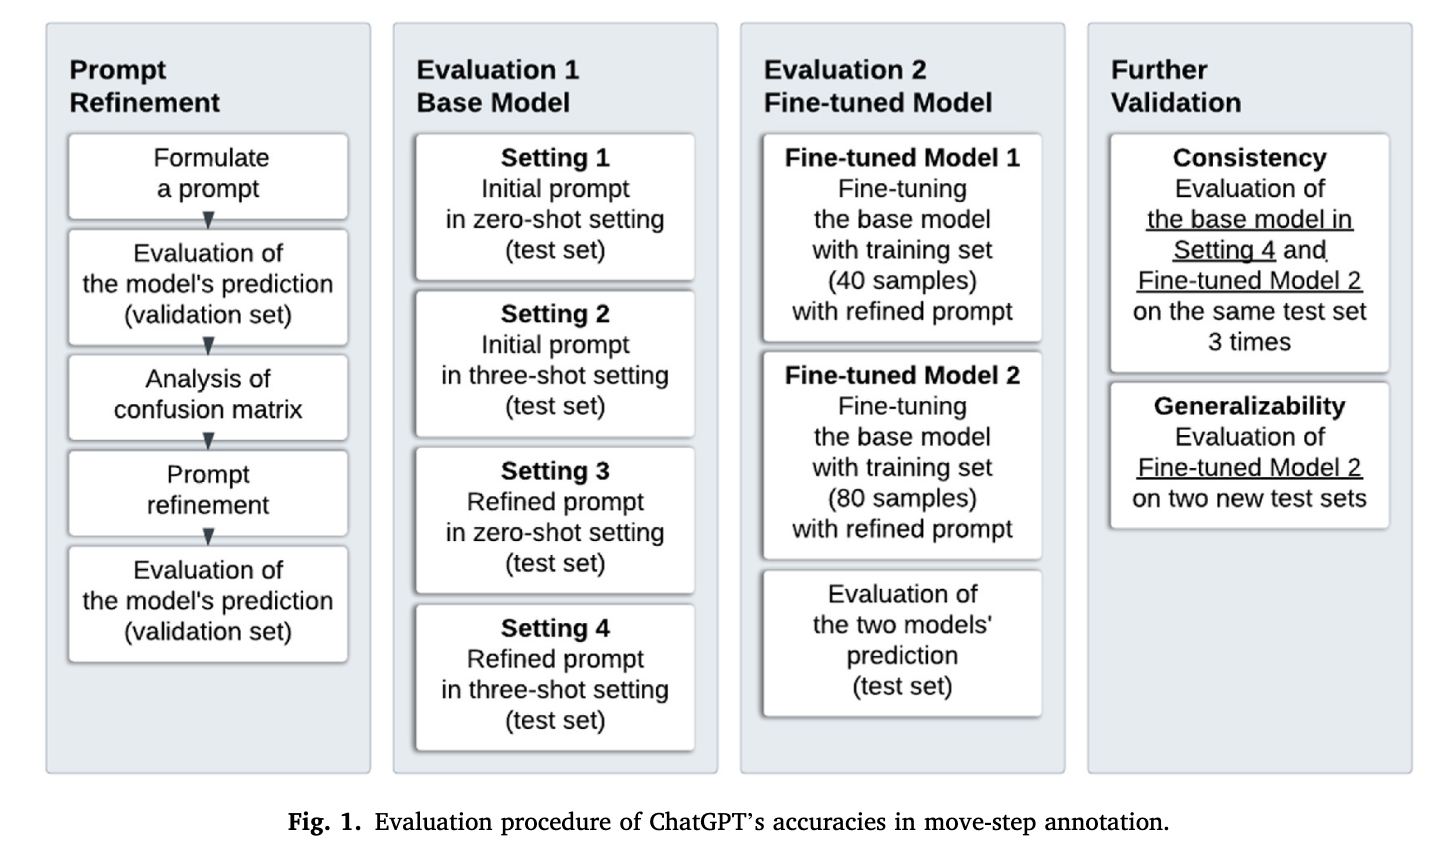 Prompt
Refinement
Formulate
a prompt
Evaluation of
the model's prediction
(validation set)
Analysis of
confusion matrix
Prompt
refinement
Evaluation of
the model's prediction
(validation set)
Evaluation 1
Base Model
Setting 1
Initial prompt
in zero-shot setting
(test set)
Setting 2
Initial prompt
in three-shot setting
(test set)
Setting 3
Refined prompt
in zero-shot setting
(test set)
Setting 4
Refined prompt
in three-shot setting
(test set)
Evaluation 2
Fine-tuned Model
Fine-tuned Model 1
Fine-tuning
the base model
with training set
(40 samples)
with refined prompt
Fine-tuned Model 2
Fine-tuning
the base model
with training set
(80 samples)
with refined prompt
Evaluation of
the two models'
prediction
(test set)
Further
Validation
Consistency
Evaluation of
the base model in
Setting 4 and
Fine-tuned Model 2
on the same test set
3 times
Generalizability
Evaluation of
Fine-tuned Model 2
on two new test sets
Fig. 1. Evaluation procedure of ChatGPT’s accuracies in move-step annotation.